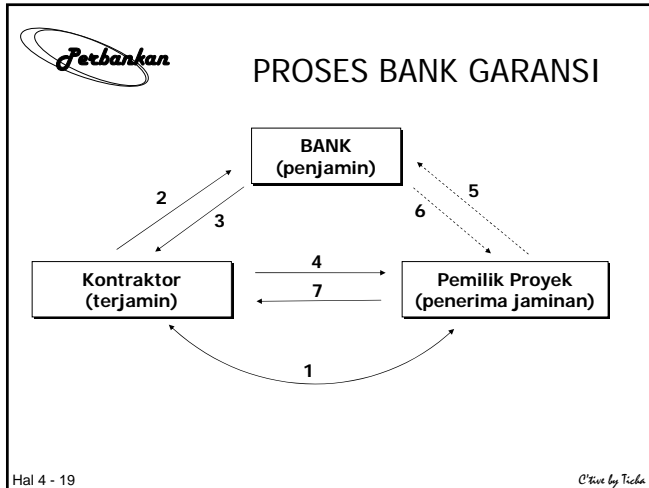 Perbankan
PROSES BANK GARANSI
BANK
(penjamin)
2
5
3
6
Kontraktor
(terjamin)
4
7
Pemilik Proyek
(penerima jaminan)
1
Hal 4 - 19
C'tive by Ticha